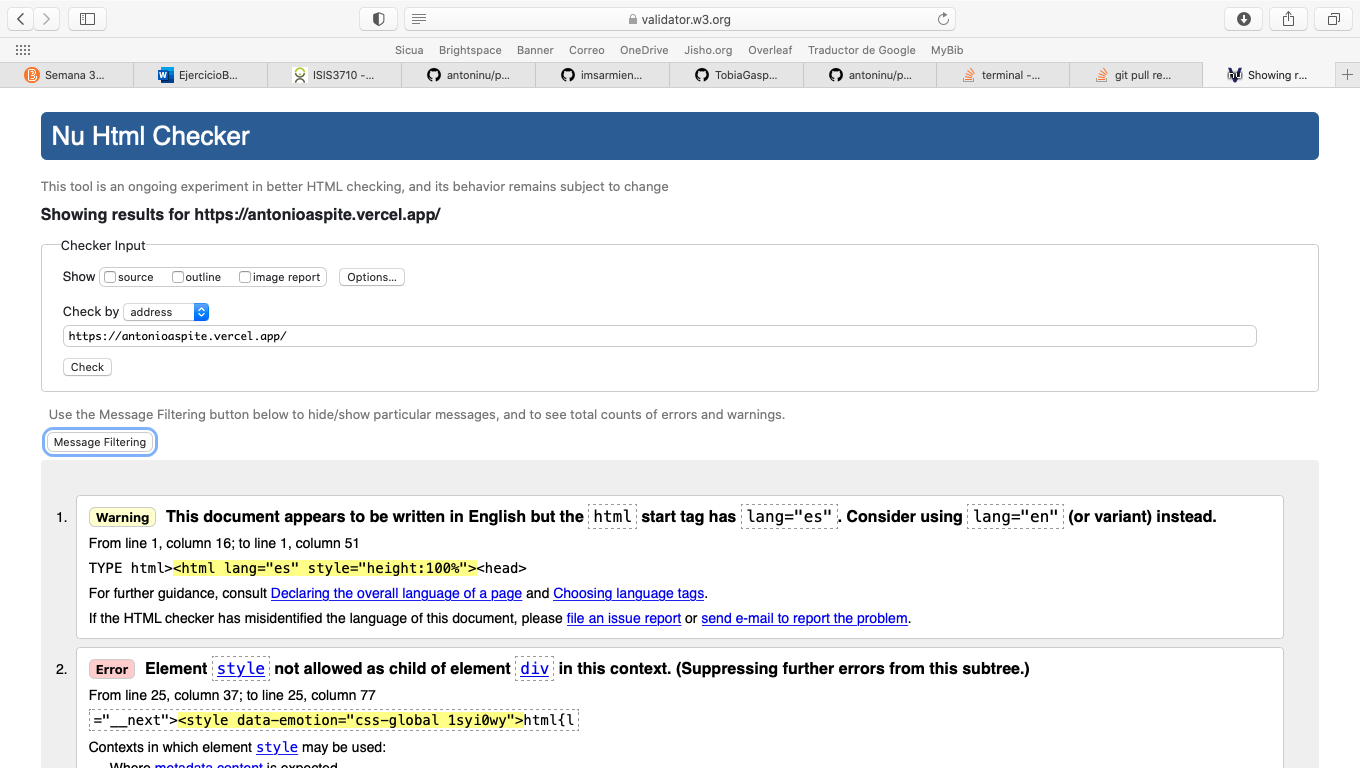 validator.w3.org
Sicua Brightspace Banner Correo OneDrive Jisho.org Overleaf Traductor de Google MyBib
Semana 3... EjercicioB... ISIS3710 -... antoninu/p... imsarmien... TobiaGasp... antoninu/p... terminal -... git pull re... nu Showing r...
Nu Html Checker
This tool is an ongoing experiment in better HTML checking, and its behavior remains subject to change
Showing results for https://antonioaspite.vercel.app/
Checker Input
Show source outline image report Options...
Check by address
https://antonioaspite.vercel.app/
Check
Use the Message Filtering button below to hide/show particular messages, and to see total counts of errors and warnings.
Message Filtering
1. Warning This document appears to be written in English but the html start tag has lang="es". Consider using lang="en" (or variant) instead.
From line 1, column 16; to line 1, column 51
TYPE html><html lang="es" style="height:100%"><head>
For further guidance, consult Declaring the overall language of a page and Choosing language tags.
If the HTML checker has misidentified the language of this document, please file an issue report or send e-mail to report the problem.
2. Error Element style not allowed as child of element div in this context. (Suppressing further errors from this subtree.)
From line 25, column 37; to line 25, column 77
="__next"><style data-emotion="css-global 1syi0wy">html{l
Contexts in which element style may be used:
Where metadata content is expected.